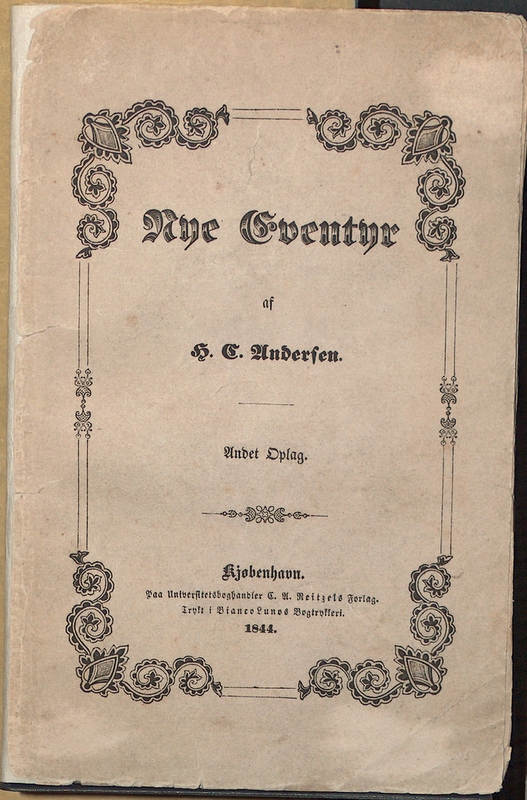 Nye Eventyr
af
H. C. Andersen.
Andet Oplag.
Kjøbenhavn.
Paa Universitetsboghandler C. A. Reitzels Forlag.
Trykt i Bianco Lunos Bogtrykkeri.
1844.